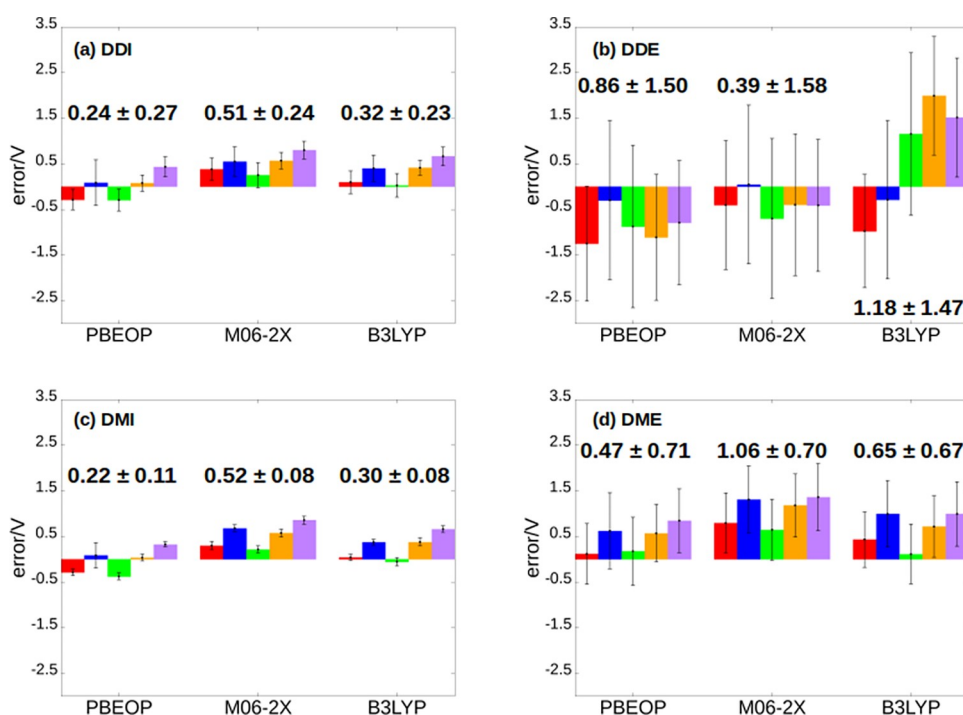 3.5
(a) DDI
2.5
0.24 ± 0.27 0.51 ± 0.24 0.32 ± 0.23
1.5
error/V
0.5
-0.5
-1.5
-2.5
PBEOP M06-2X B3LYP
3.5
(b) DDE
2.5
0.86 ± 1.50 0.39 ± 1.58
1.5
error/V
0.5
-0.5
-1.5
-2.5
1.18 ± 1.47
PBEOP M06-2X B3LYP
3.5
(c) DMI
2.5
0.22 ± 0.11 0.52 ± 0.08 0.30 ± 0.08
1.5
error/V
0.5
-0.5
-1.5
-2.5
PBEOP M06-2X B3LYP
3.5
(d) DME
2.5
0.47 ± 0.71 1.06 ± 0.70 0.65 ± 0.67
1.5
error/V
0.5
-0.5
-1.5
-2.5
PBEOP M06-2X B3LYP